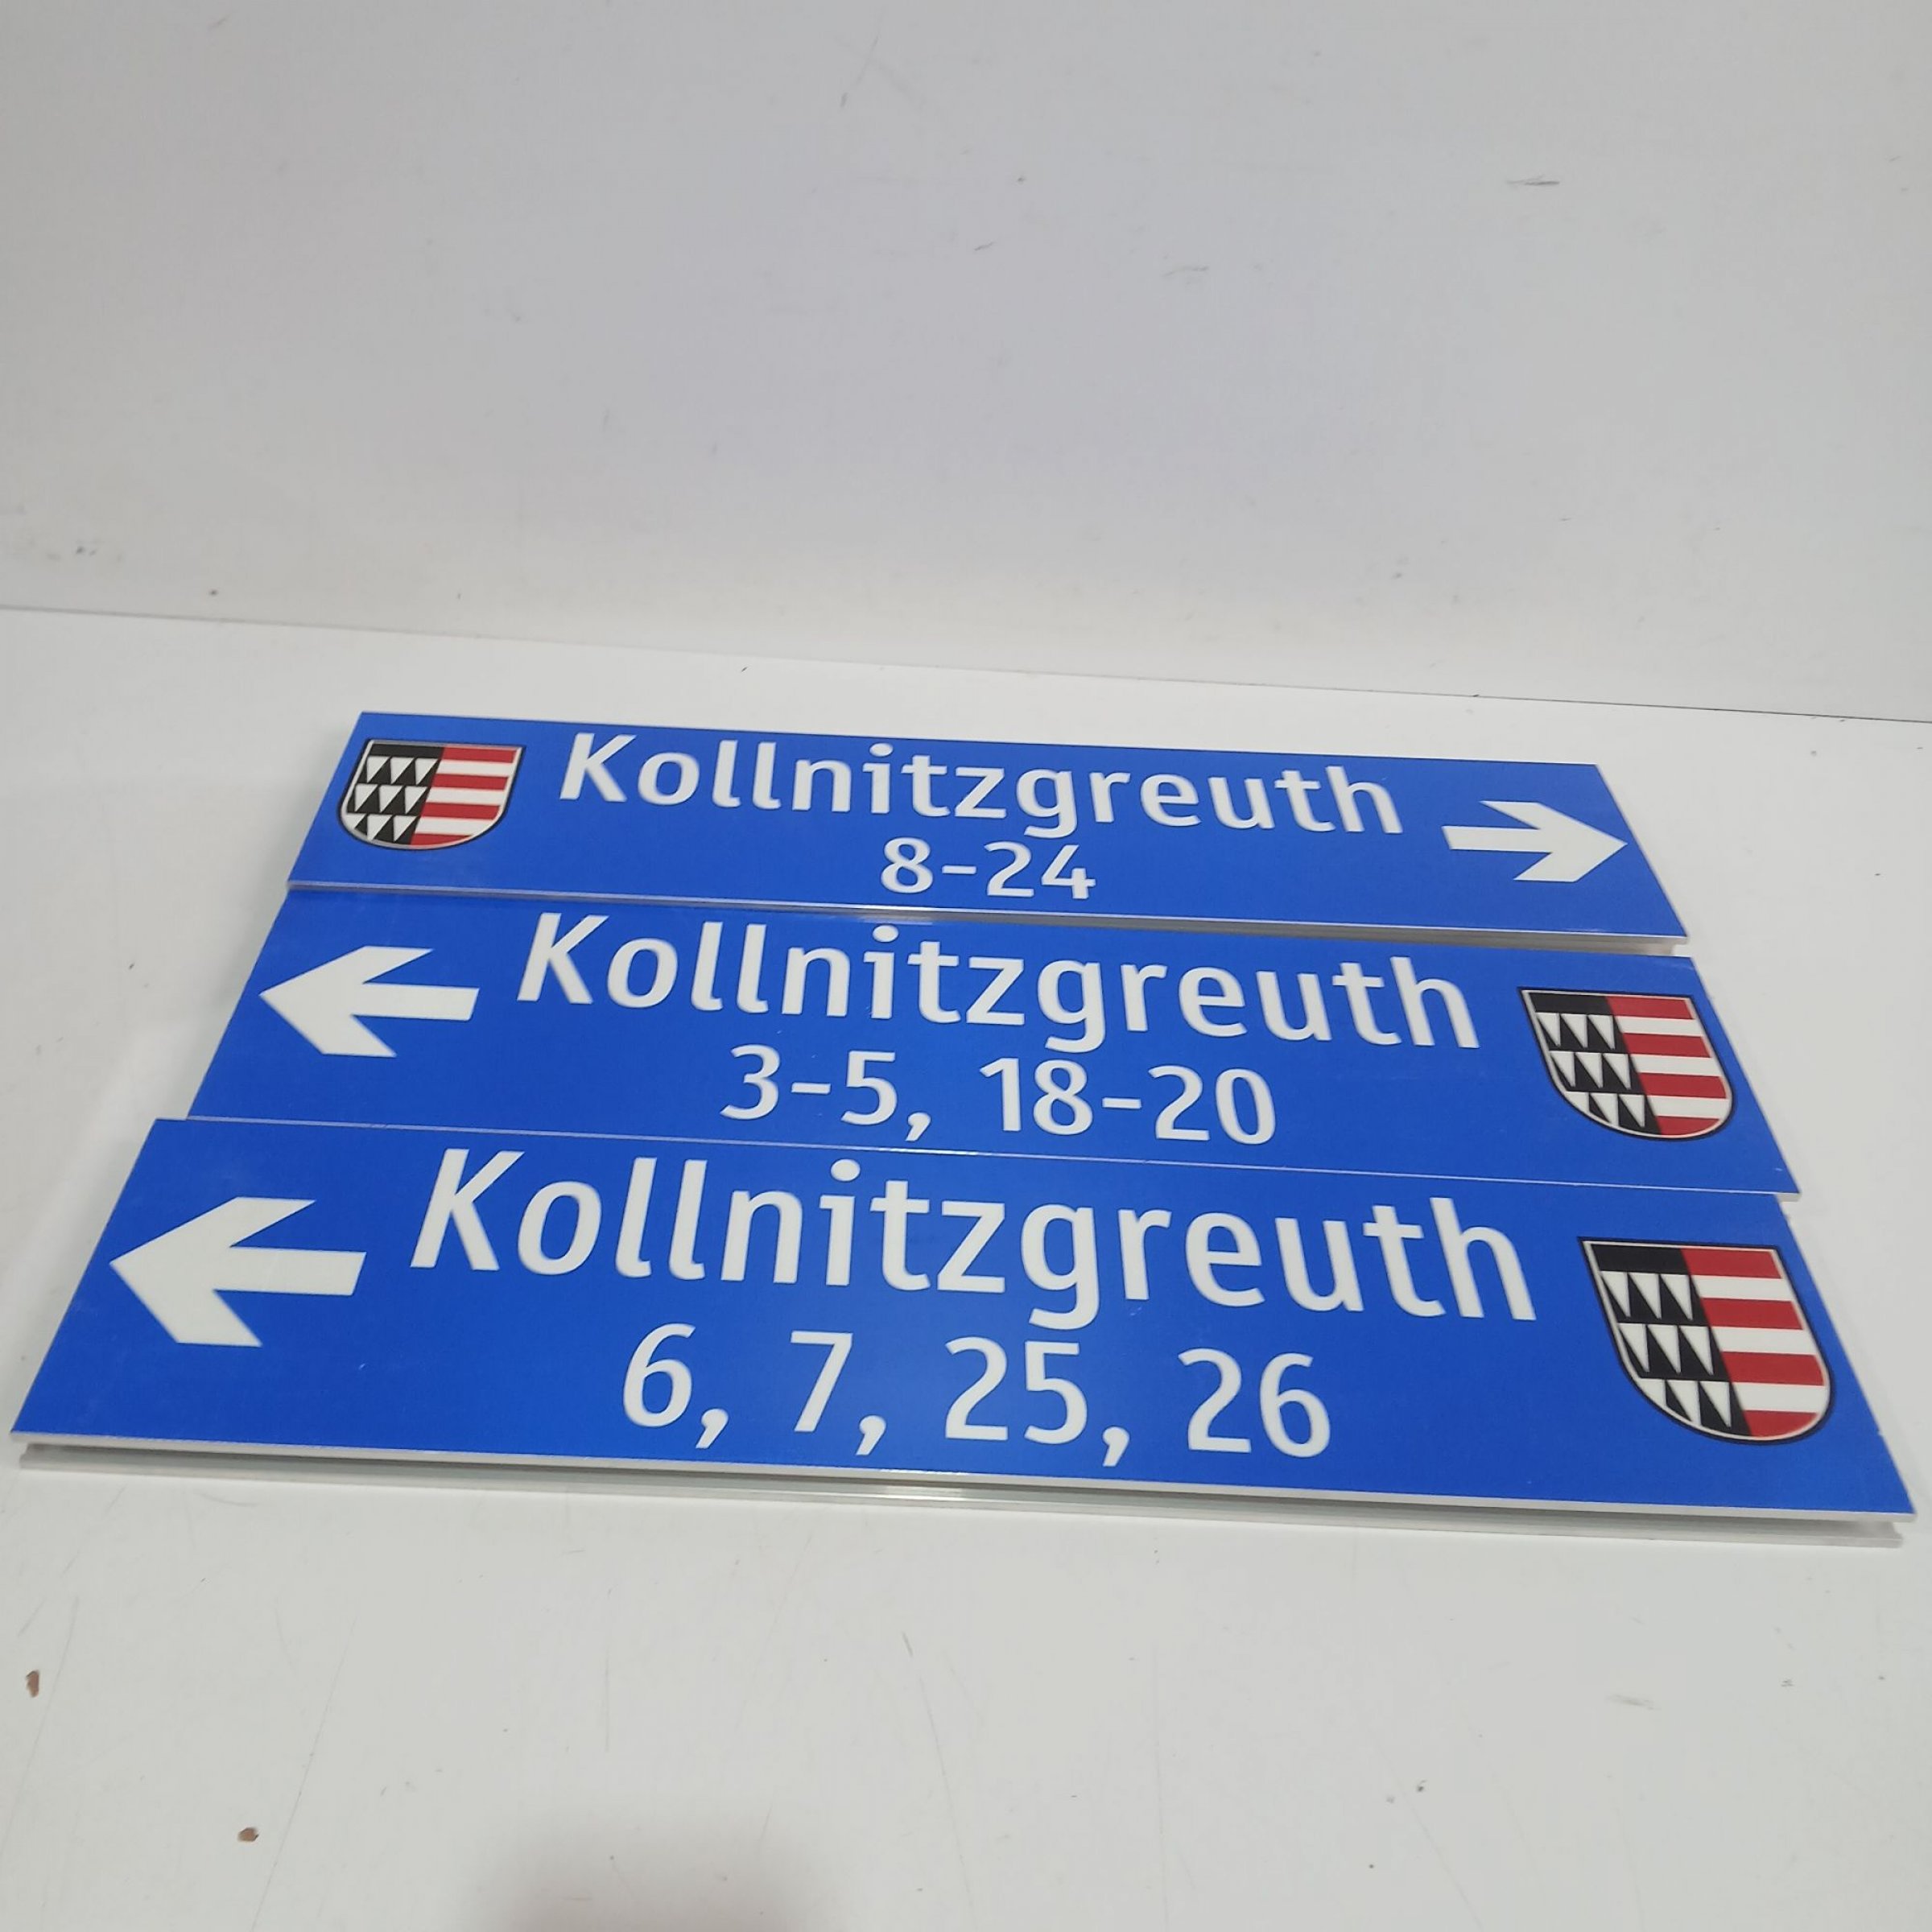 Kollnitzgreuth
8-24
Kollnitzgreuth
3-5, 18-20
Kollnitzgreuth
6, 7, 25, 26